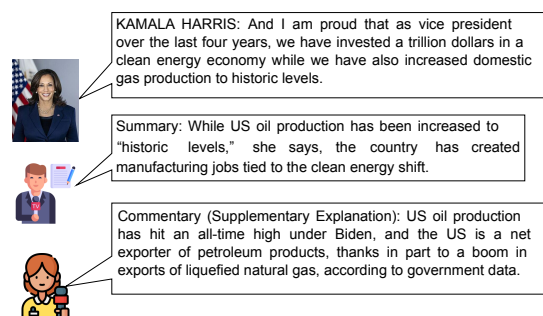 KAMALA HARRIS: And I am proud that as vice president
over the last four years, we have invested a trillion dollars in a
clean energy economy while we have also increased domestic
gas production to historic levels.
Summary: While US oil production has been increased to
“historic levels,” she says, the country has created
manufacturing jobs tied to the clean energy shift.
TV
Commentary (Supplementary Explanation): US oil production
has hit an all-time high under Biden, and the US is a net
exporter of petroleum products, thanks in part to a boom in
exports of liquefied natural gas, according to government data.